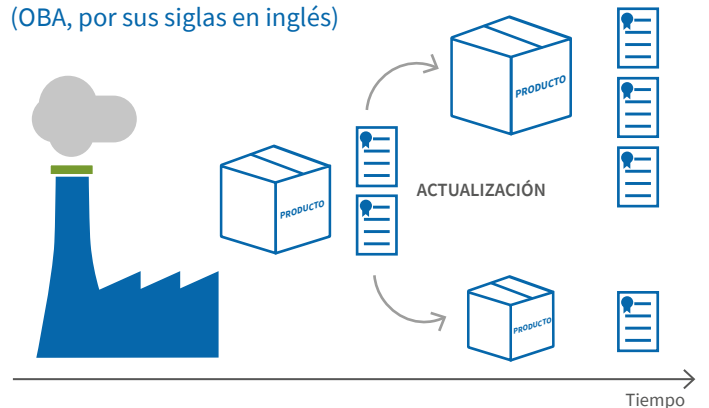 (OBA, por sus siglas en inglés)
PRODUCTO
PRODUCTO
ACTUALIZACIÓN
PRODUCTO
Tiempo